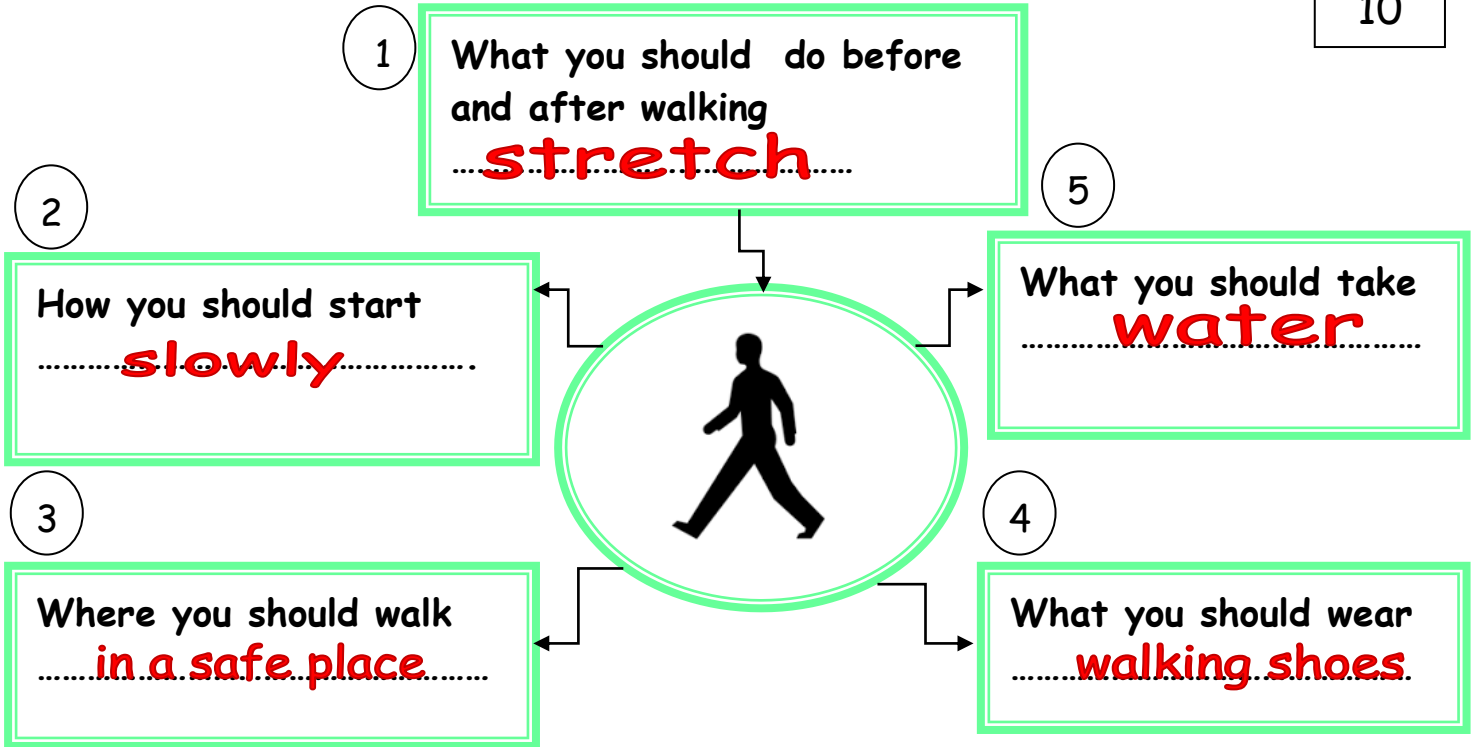 10
1
What you should do before
and after walking
……stretch……
2
How you should start
……slowly…….
3
Where you should walk
……in a safe place……
4
What you should wear
……walking shoes……
5
What you should take
……water……